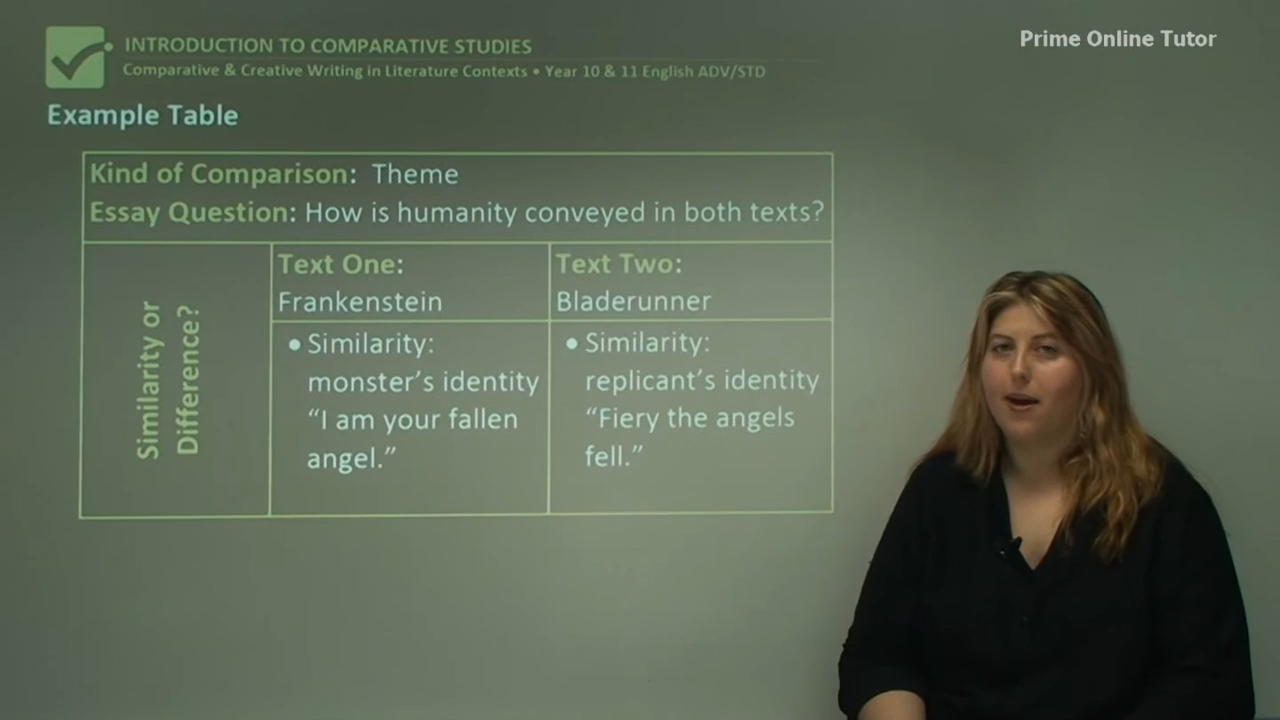 INTRODUCTION TO COMPARATIVE STUDIES
Prime Online Tutor
Comparative & Creative Writing in Literature Contexts • Year 10 & 11 English ADV/STD
Example Table
Kind of Comparison: Theme
Essay Question: How is humanity conveyed in both texts?
Similarity or
Difference?
Text One:
Frankenstein
• Similarity:
monster’s identity
“I am your fallen
angel.”
Text Two:
Bladerunner
• Similarity:
replicant’s identity
“Fiery the angels
fell.”